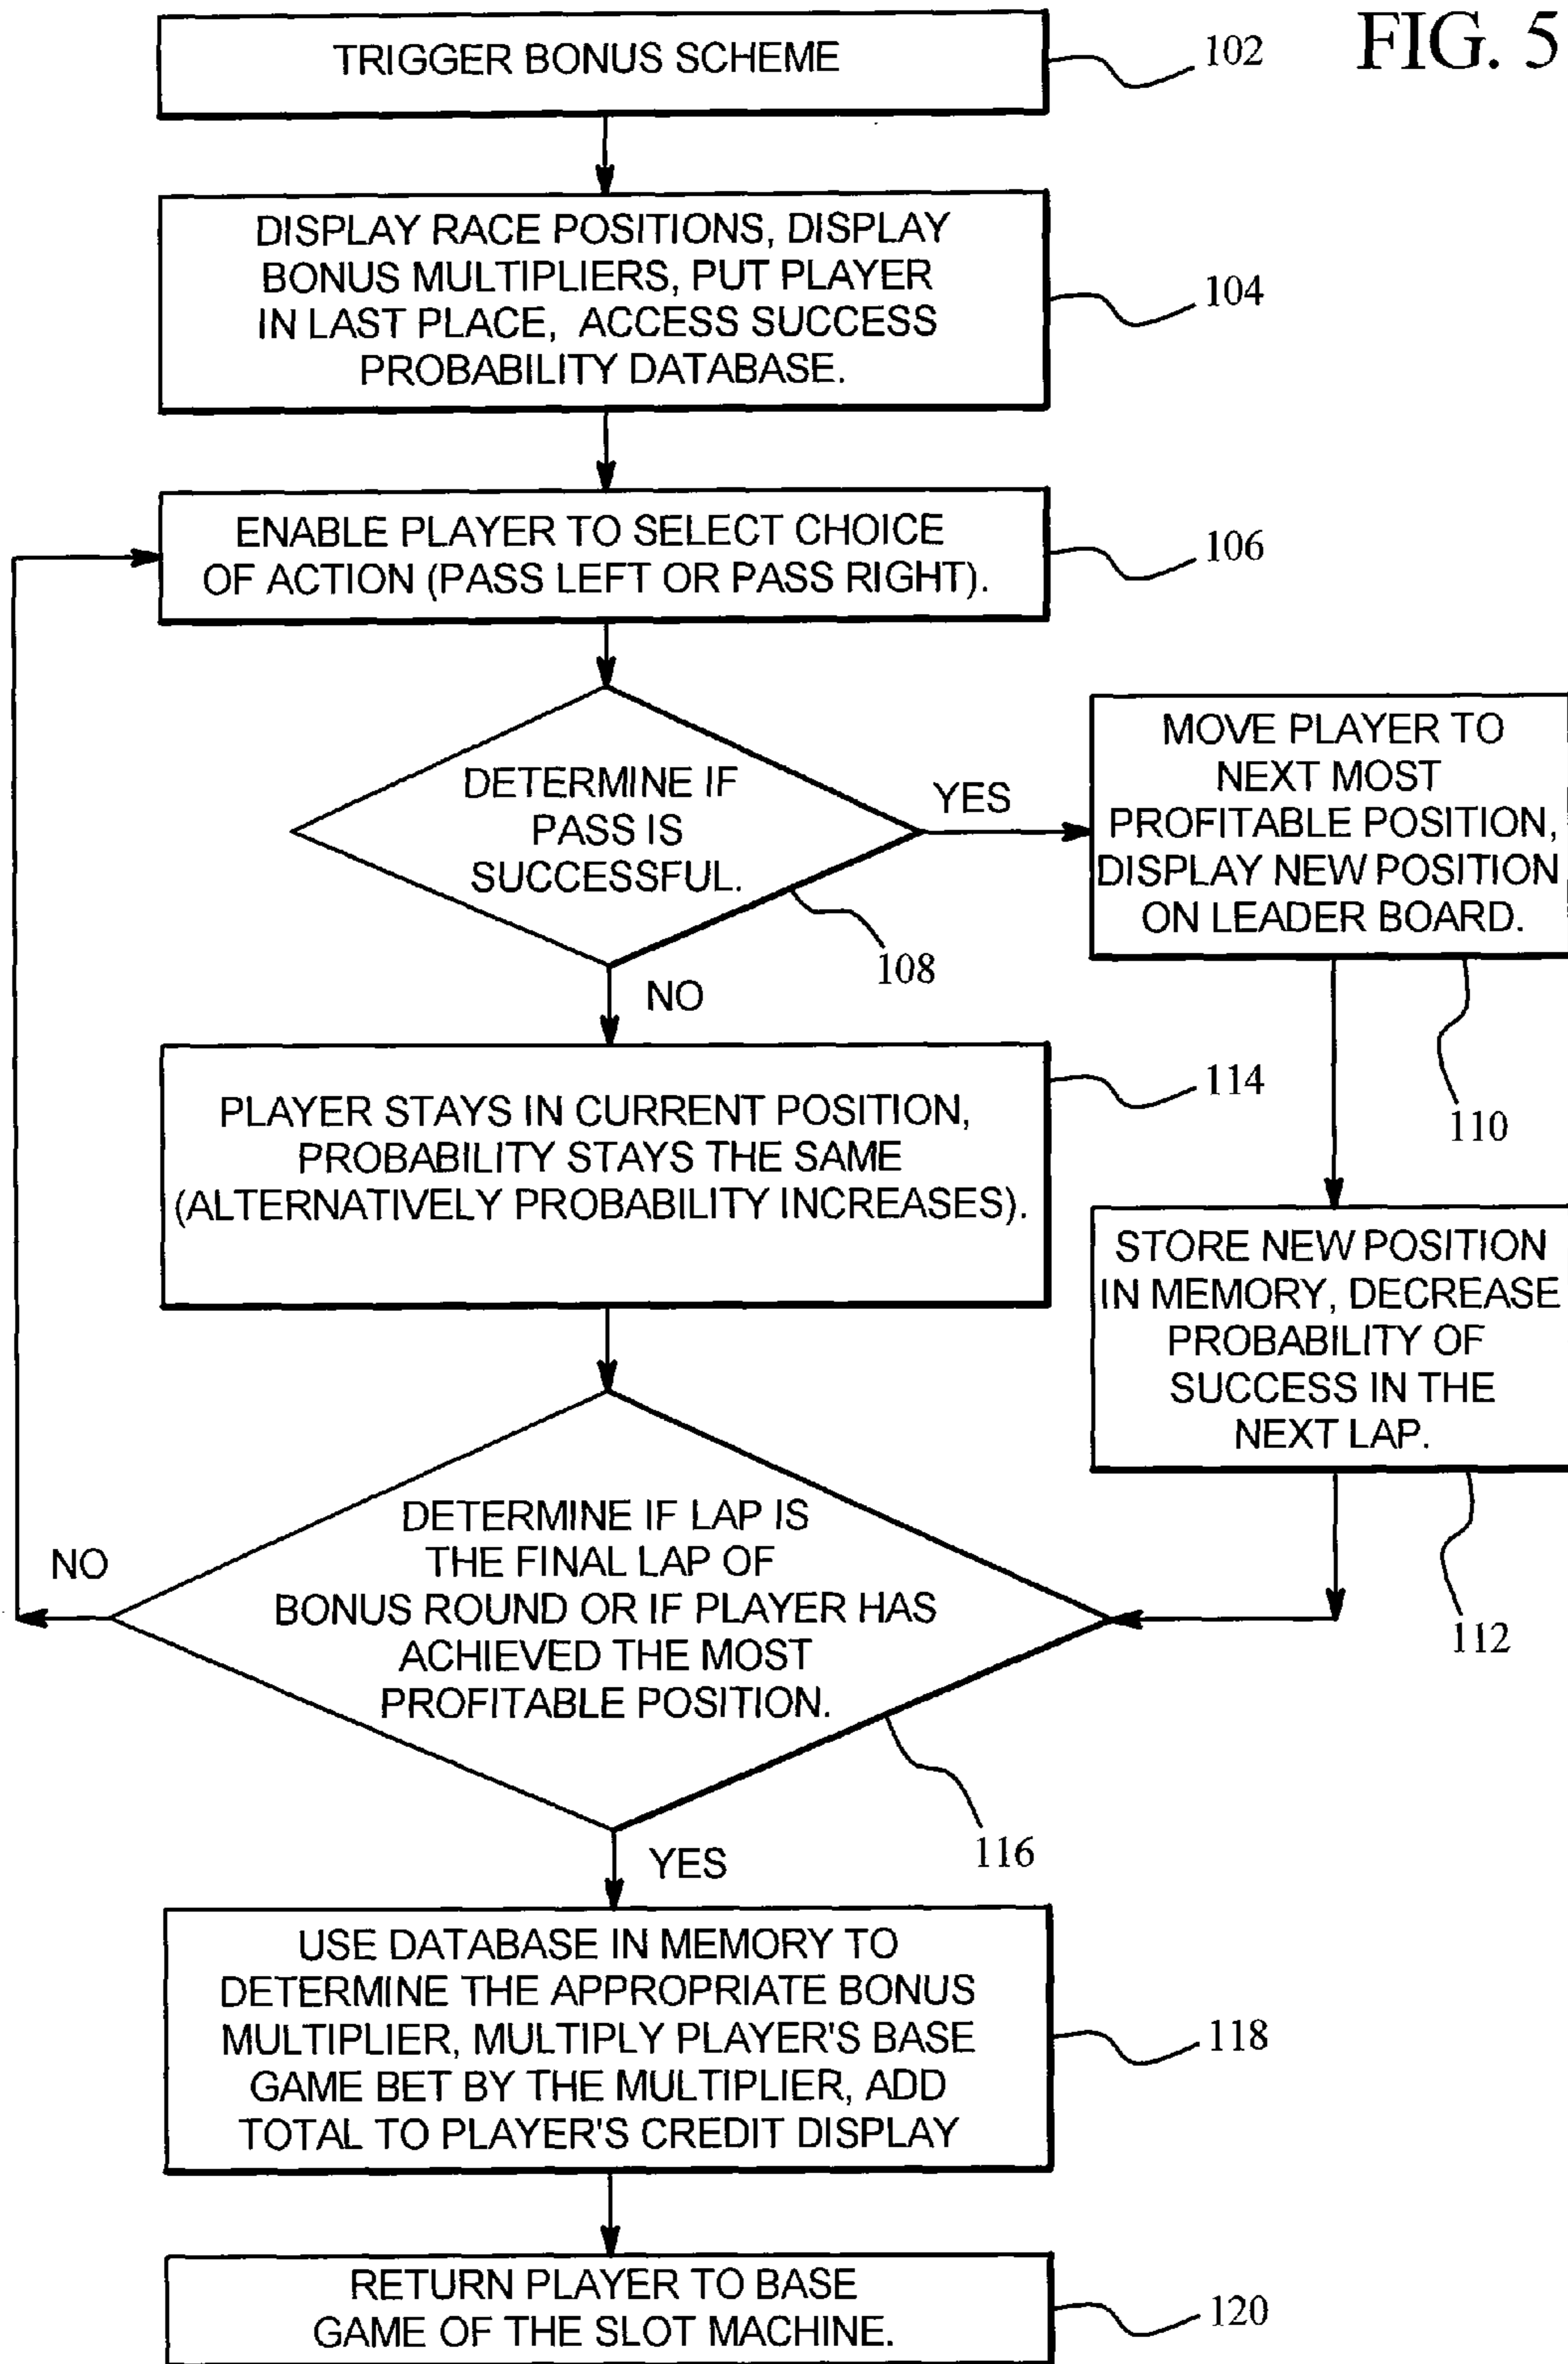 FIG. 5
TRIGGER BONUS SCHEME
102
DISPLAY RACE POSITIONS, DISPLAY
BONUS MULTIPLIERS, PUT PLAYER
IN LAST PLACE, ACCESS SUCCESS
PROBABILITY DATABASE.
104
ENABLE PLAYER TO SELECT CHOICE
OF ACTION (PASS LEFT OR PASS RIGHT).
106
DETERMINE IF
PASS IS
SUCCESSFUL.
108
YES
MOVE PLAYER TO
NEXT MOST
PROFITABLE POSITION,
DISPLAY NEW POSITION
ON LEADER BOARD.
110
NO
PLAYER STAYS IN CURRENT POSITION,
PROBABILITY STAYS THE SAME
(ALTERNATIVELY PROBABILITY INCREASES).
114
STORE NEW POSITION
IN MEMORY, DECREASE
PROBABILITY OF
SUCCESS IN THE
NEXT LAP.
112
DETERMINE IF LAP IS
THE FINAL LAP OF
BONUS ROUND OR IF PLAYER HAS
ACHIEVED THE MOST
PROFITABLE POSITION.
116
NO
YES
USE DATABASE IN MEMORY TO
DETERMINE THE APPROPRIATE BONUS
MULTIPLIER, MULTIPLY PLAYER'S BASE
GAME BET BY THE MULTIPLIER, ADD
TOTAL TO PLAYER'S CREDIT DISPLAY
118
RETURN PLAYER TO BASE
GAME OF THE SLOT MACHINE.
120